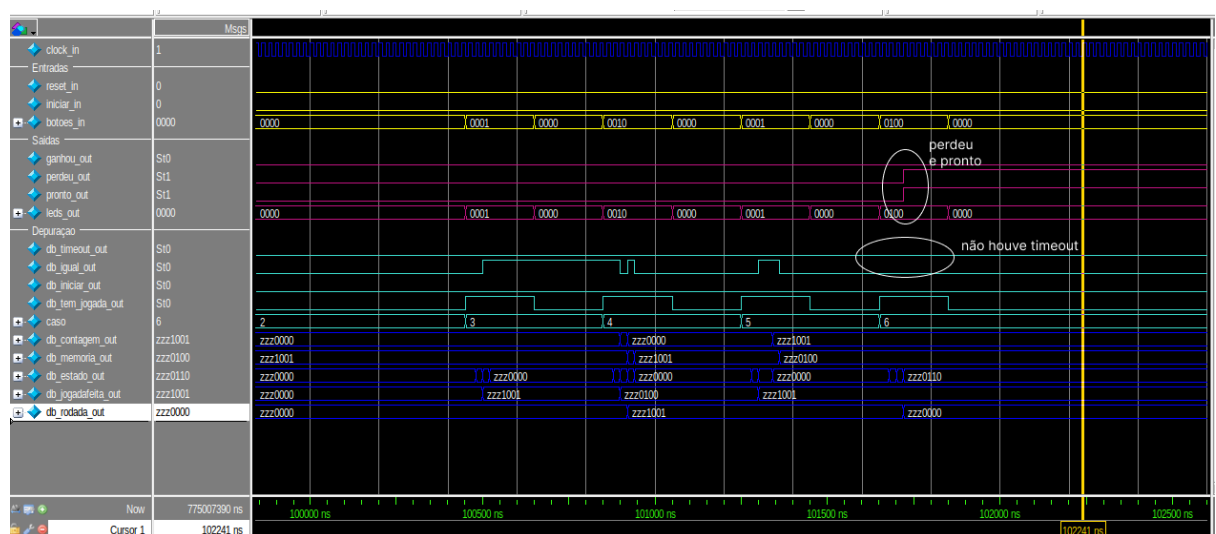 Msgs
clock_in 1
Entradas
reset_in 0
iniciar_in 0
botoes_in 0000 0000 0001 0000 0010 0000 0001 0000 0100 0000
Saidas
ganhou_out St0
perdeu
e pronto
perdeu_out St1
pronto_out St1
leds_out 0000 0000 0001 0000 0010 0000 0001 0000 0100 0000
Depuraçao
não houve timeout
db_timeout_out St0
db_igual_out St0
db_iniciar_out St0
db_tem_jogada_out St0
caso 6 2 3 4 5 6
db_contagem_out zzz1001 zzz0000 zzz0000 zzz1001
db_memoria_out zzz0100 zzz1001 zzz1001 zzz0100
db_estado_out zzz0110 zzz0000 zzz0000 zzz0000 zzz0000 zzz0110
db_jogadafeita_out zzz1001 zzz0000 zzz1001 zzz0100 zzz1001
db_rodada_out zzz0000 zzz0000 zzz1001 zzz0000
Now 775007390 ns 100000 ns 100500 ns 101000 ns 101500 ns 102000 ns 102500 ns
Cursor 1 102241 ns 102241 ns